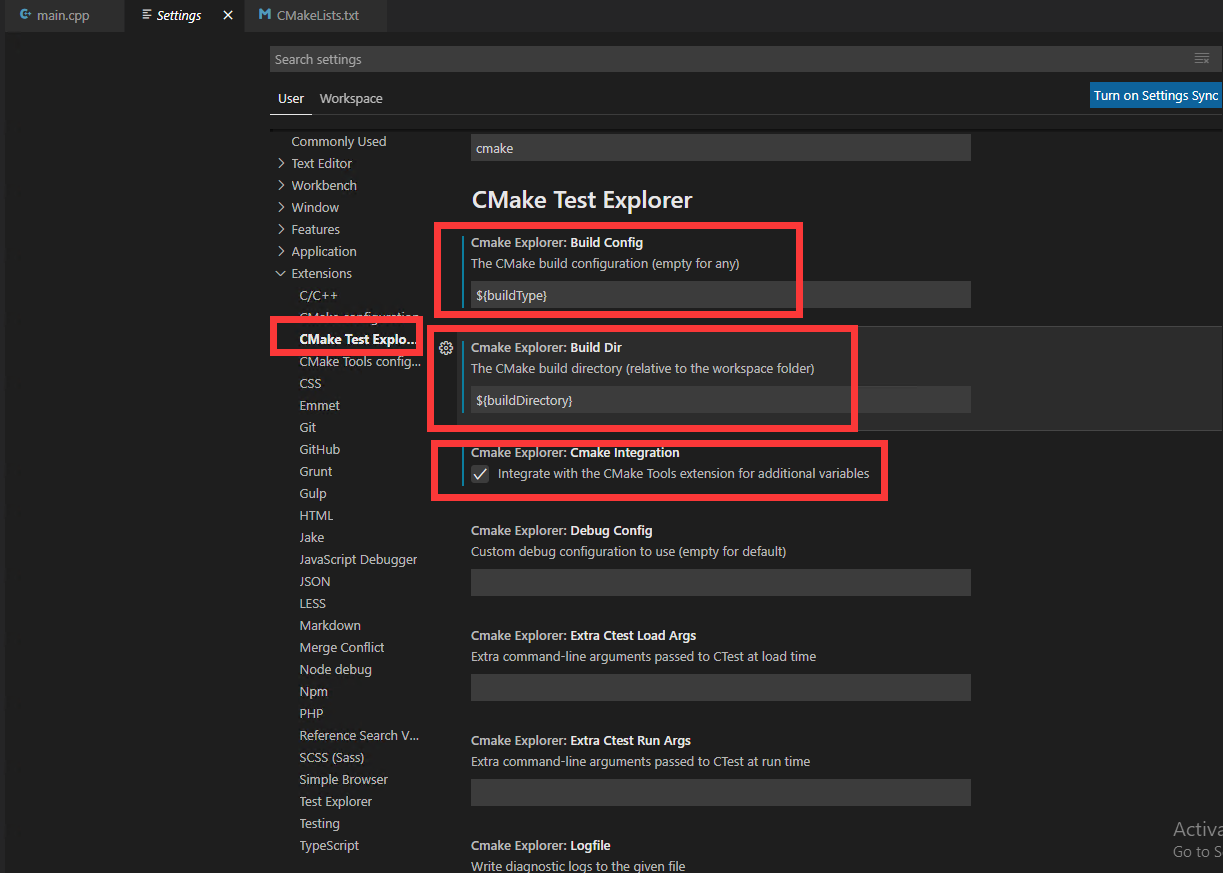 main.cpp
Settings
CMakeLists.txt
Search settings
User
Workspace
Turn on Settings Sync
Commonly Used
Text Editor
Workbench
Window
Features
Application
Extensions
C/C++
CMake configuration
CMake Test Explo...
CMake Tools config...
CSS
Emmet
Git
GitHub
Grunt
Gulp
HTML
Jake
JavaScript Debugger
JSON
LESS
Markdown
Merge Conflict
Node debug
Npm
PHP
Reference Search V...
SCSS (Sass)
Simple Browser
Test Explorer
Testing
TypeScript
cmake
CMake Test Explorer
Cmake Explorer: Build Config
The CMake build configuration (empty for any)
${buildType}
Cmake Explorer: Build Dir
The CMake build directory (relative to the workspace folder)
${buildDirectory}
Cmake Explorer: Cmake Integration
Integrate with the CMake Tools extension for additional variables
Cmake Explorer: Debug Config
Custom debug configuration to use (empty for default)
Cmake Explorer: Extra Ctest Load Args
Extra command-line arguments passed to CTest at load time
Cmake Explorer: Extra Ctest Run Args
Extra command-line arguments passed to CTest at run time
Cmake Explorer: Logfile
Write diagnostic logs to the given file
Activa
Go to S